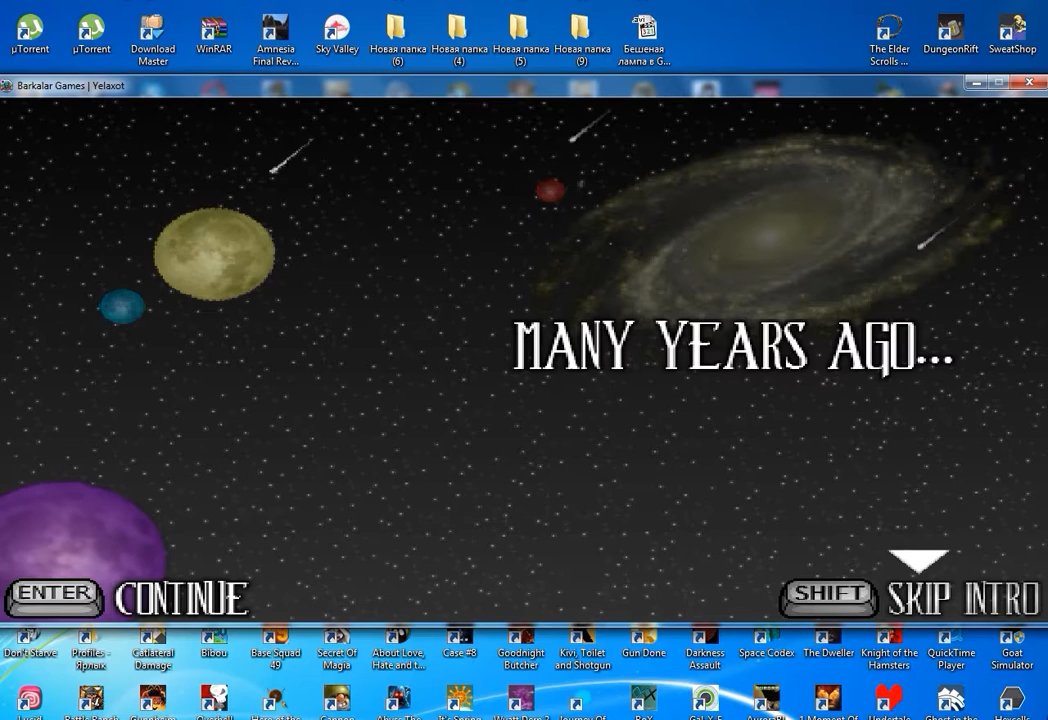 µTorrent
µTorrent
Download Master
WinRAR
Amnesia Final Rev...
Sky Valley
Новая папка (6)
Новая папка (4)
Новая папка (5)
Новая папка (9)
Бешеная лампа в G...
The Elder Scrolls ...
DungeonRift
SweatShop
Barkalar Games | Yelaxot
MANY YEARS AGO...
ENTER CONTINUE
SHIFT SKIP INTRO
Don't Starve
Profiles - Ярлык
Catlateral Damage
Bibou
Base Squad 49
Secret Of Magia
About Love, Hate and t...
Case #8
Goodnight Butcher
Kivi, Toilet and Shotgun
Gun Done
Darkness Assault
Space Codex
The Dweller
Knight of the Hamsters
QuickTime Player
Goat Simulator